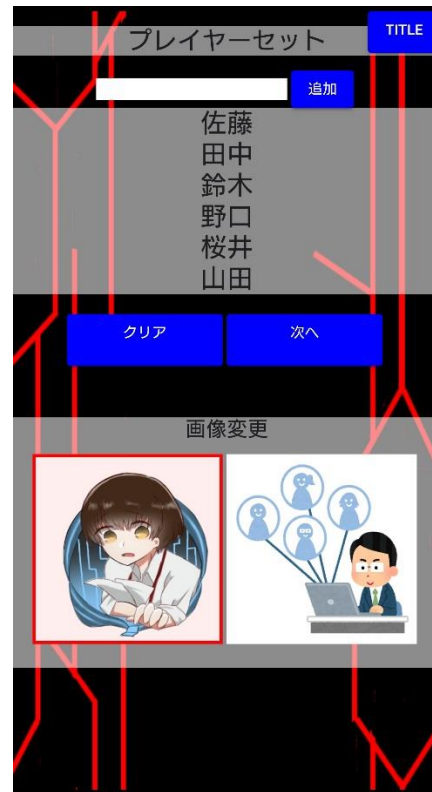 プレイヤーセット
TITLE
追加
佐藤
田中
鈴木
野口
桜井
山田
クリア
次へ
画像変更